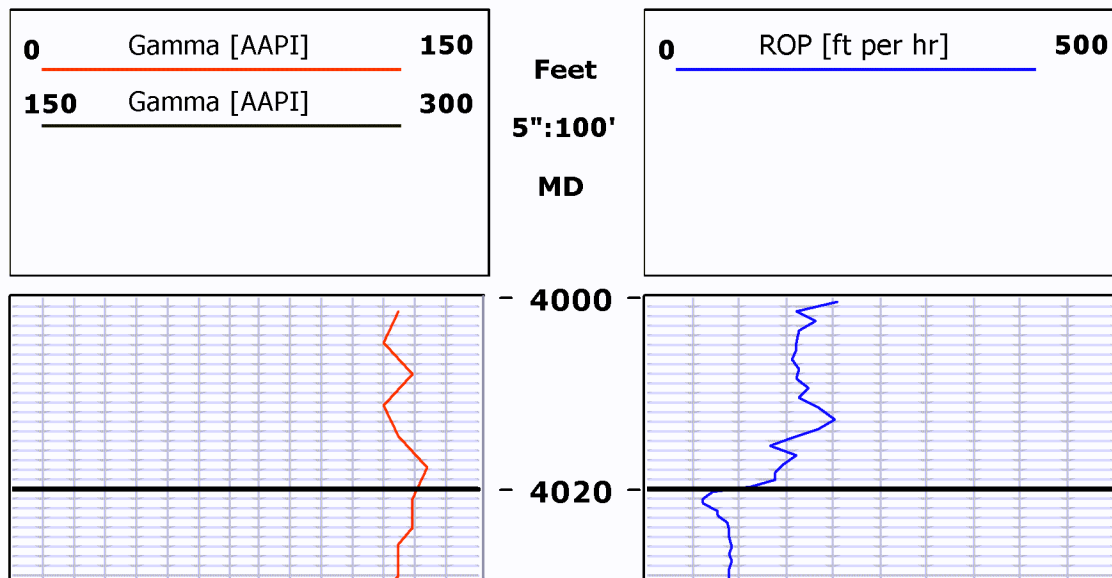 0 Gamma [AAPI] 150
150 Gamma [AAPI] 300
Feet
5":100'
MD
0 ROP [ft per hr] 500
4000
4020